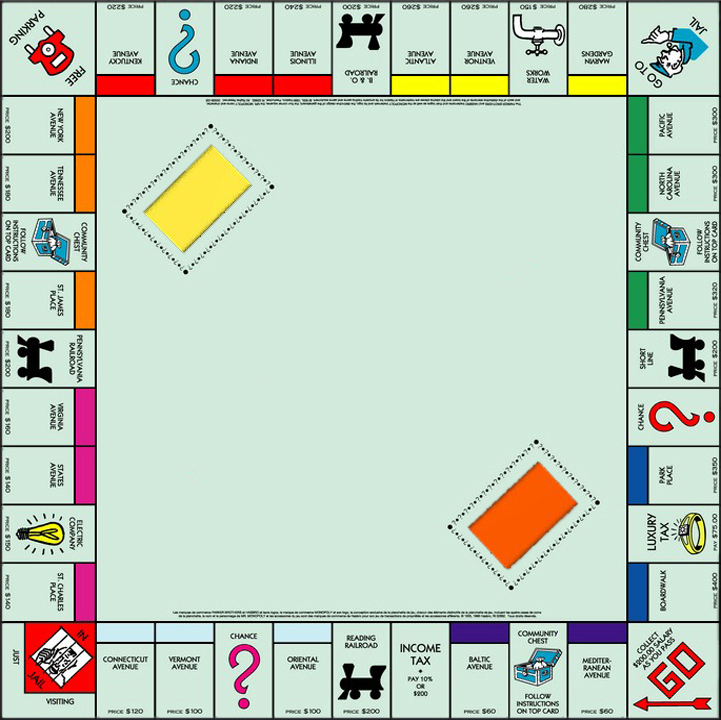 FREE
PARKING
PRICE $220
KENTUCKY
AVENUE
CHANCE
PRICE $220
INDIANA
AVENUE
PRICE $240
ILLINOIS
AVENUE
PRICE $200
B. & O.
RAILROAD
PRICE $260
ATLANTIC
AVENUE
PRICE $260
VENTNOR
AVENUE
PRICE $150
WATER
WORKS
PRICE $280
MARVIN
GARDENS
GO TO
JAIL
NEW YORK
AVENUE
PRICE $200
TENNESSEE
AVENUE
PRICE $180
COMMUNITY
CHEST
FOLLOW
INSTRUCTIONS
ON TOP CARD
ST. JAMES
PLACE
PRICE $180
PENNSYLVANIA
RAILROAD
PRICE $200
VIRGINIA
AVENUE
PRICE $160
STATES
AVENUE
PRICE $140
ELECTRIC
COMPANY
PRICE $150
ST. CHARLES
PLACE
PRICE $140
PACIFIC
AVENUE
PRICE $300
NORTH
CAROLINA
AVENUE
PRICE $300
COMMUNITY
CHEST
FOLLOW
INSTRUCTIONS
ON TOP CARD
PENNSYLVANIA
AVENUE
PRICE $320
SHORT
LINE
PRICE $200
CHANCE
PARK
PLACE
PRICE $350
LUXURY
TAX
PAY $75.00
BOARDWALK
PRICE $400
JUST
IN
JAIL
VISITING
CONNECTICUT
AVENUE
PRICE $120
VERMONT
AVENUE
PRICE $100
CHANCE
ORIENTAL
AVENUE
PRICE $100
READING
RAILROAD
PRICE $200
INCOME
TAX
PAY 10%
OR
$200
BALTIC
AVENUE
PRICE $60
COMMUNITY
CHEST
FOLLOW
INSTRUCTIONS
ON TOP CARD
MEDITER-
RANEAN
AVENUE
PRICE $60
COLLECT
$200.00 SALARY
AS YOU PASS
GO